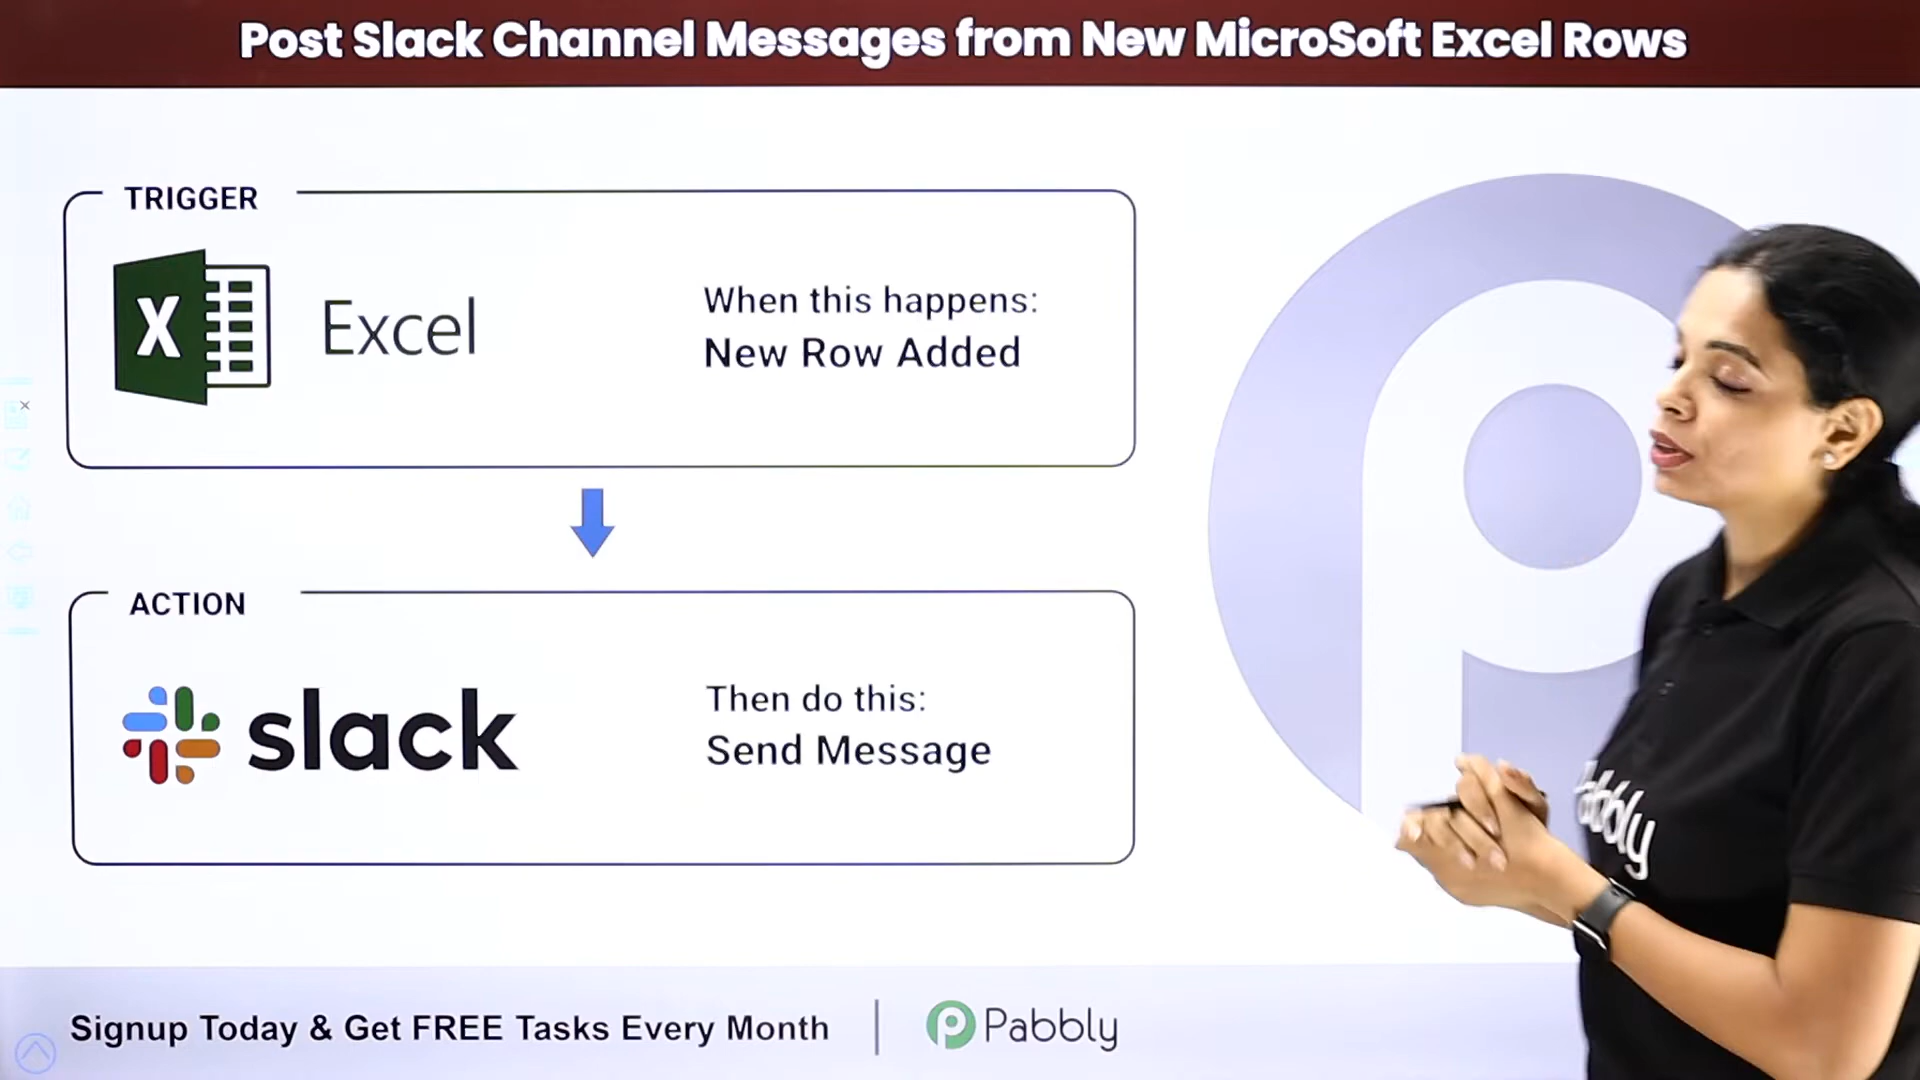 Post Slack Channel Messages from New MicroSoft Excel Rows
TRIGGER
X
Excel
When this happens:
New Row Added
ACTION
slack
Then do this:
Send Message
Pabbly
Signup Today & Get FREE Tasks Every Month
Pabbly